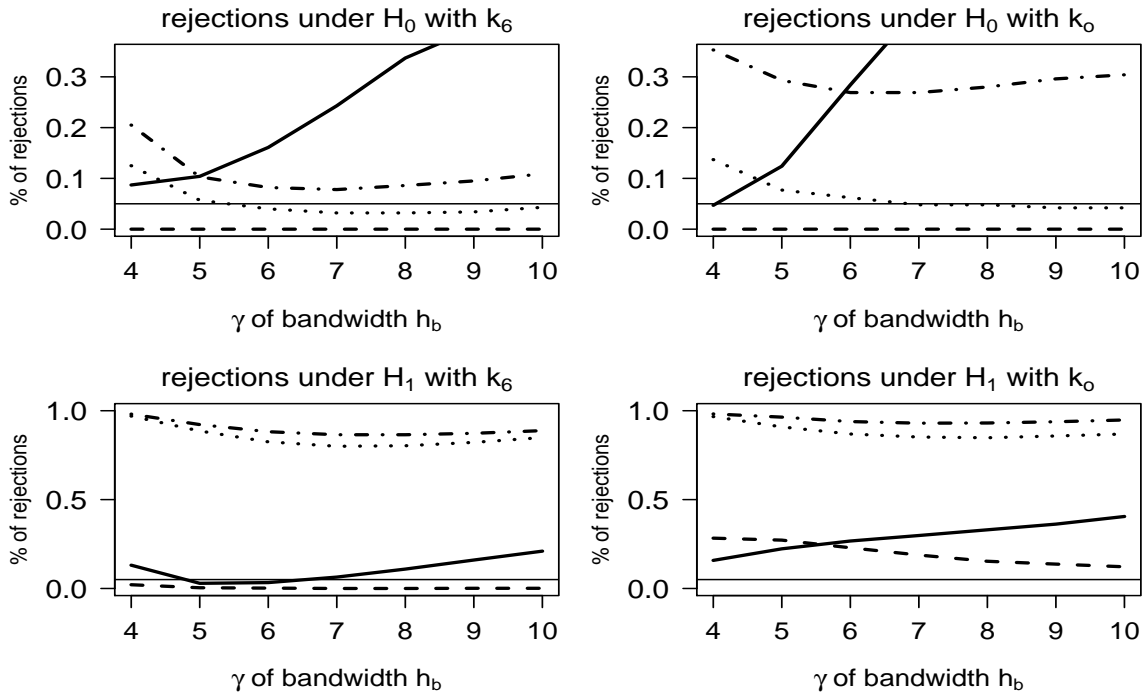 rejections under H₀ with k₆
% of rejections
0.3
0.2
0.1
0.0
4 5 6 7 8 9 10
γ of bandwidth h_b
rejections under H₀ with kₒ
% of rejections
0.3
0.2
0.1
0.0
4 5 6 7 8 9 10
γ of bandwidth h_b
rejections under H₁ with k₆
% of rejections
1.0
0.5
0.0
4 5 6 7 8 9 10
γ of bandwidth h_b
rejections under H₁ with kₒ
% of rejections
1.0
0.5
0.0
4 5 6 7 8 9 10
γ of bandwidth h_b